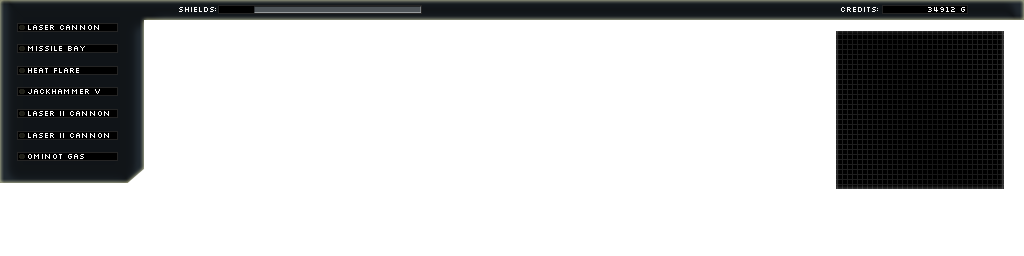 SHIELDS:
CREDITS: 34912 G
LASER CANNON
MISSILE BAY
HEAT FLARE
JACKHAMMER V
LASER II CANNON
LASER II CANNON
OMINOT GAS